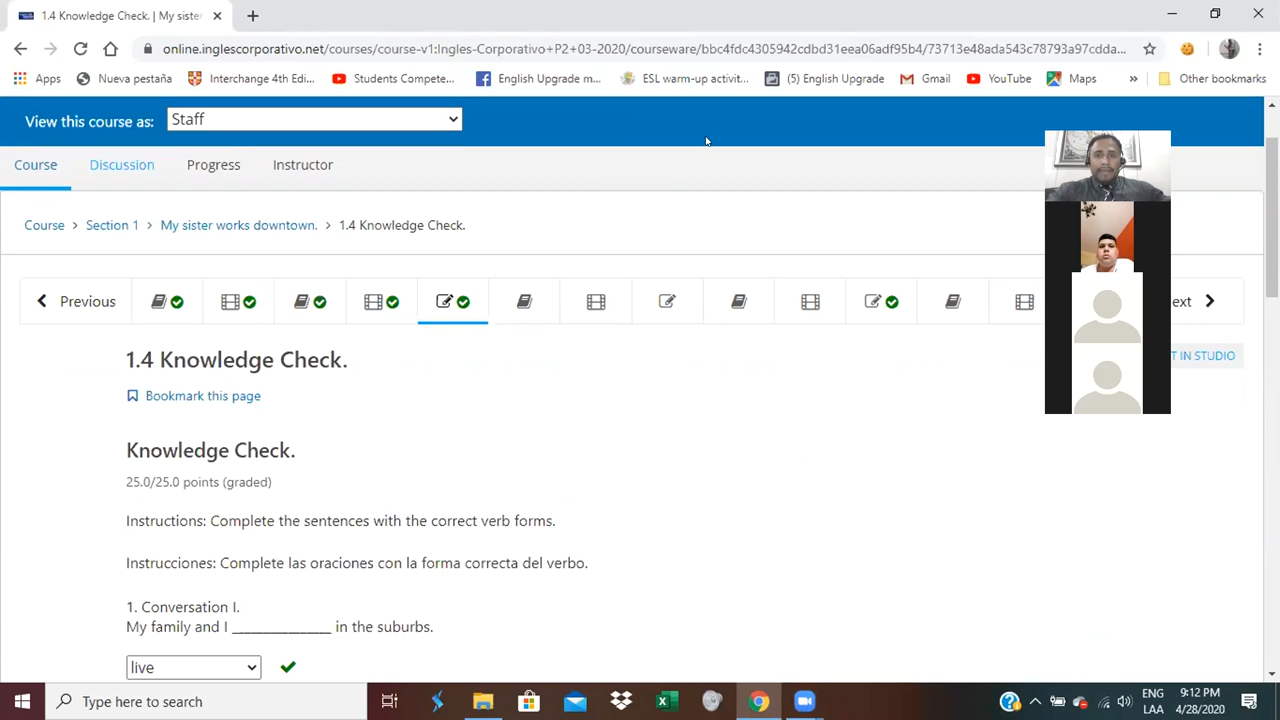 1.4 Knowledge Check. | My sister
online.inglescorporativo.net/courses/course-v1:Ingles-Corporativo+P2+03-2020/courseware/bbc4fdc4305942cdbd31eea06adf95b4/73713e48ada543c78793a97cdda...
Apps Nueva pestaña Interchange 4th Edi... Students Compete... English Upgrade m... ESL warm-up activit... (5) English Upgrade Gmail YouTube Maps » Other bookmarks
View this course as: Staff
Course Discussion Progress Instructor
Course > Section 1 > My sister works downtown. > 1.4 Knowledge Check.
Previous ext
1.4 Knowledge Check.
T IN STUDIO
Bookmark this page
Knowledge Check.
25.0/25.0 points (graded)
Instructions: Complete the sentences with the correct verb forms.
Instrucciones: Complete las oraciones con la forma correcta del verbo.
1. Conversation I.
My family and I ______________ in the suburbs.
live
Type here to search
ENG 9:12 PM
LAA 4/28/2020